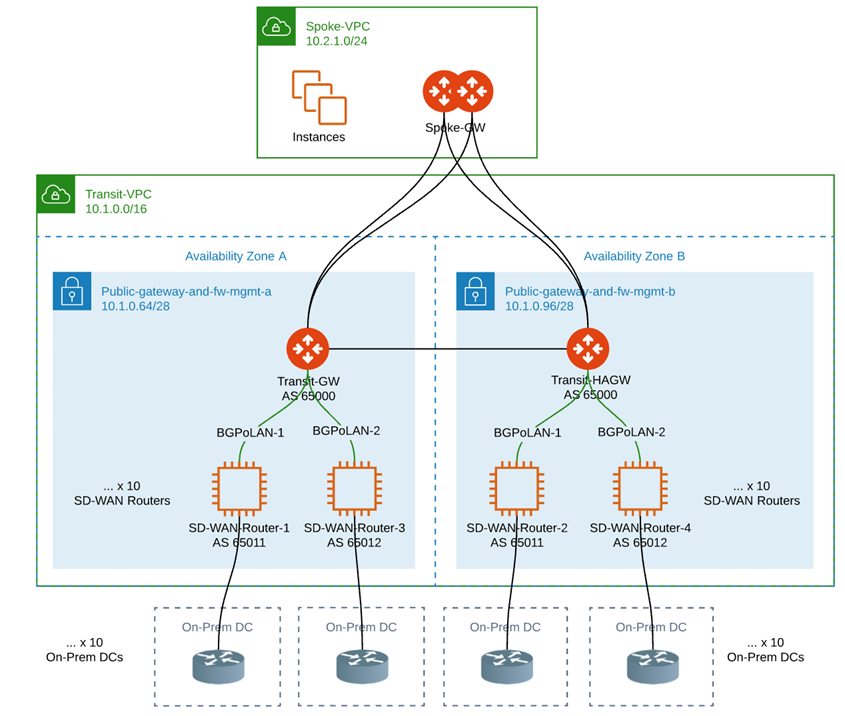 Spoke-VPC
10.2.1.0/24
Instances
Spoke-GW
Transit-VPC
10.1.0.0/16
Availability Zone A
Availability Zone B
Public-gateway-and-fw-mgmt-a
10.1.0.64/28
Public-gateway-and-fw-mgmt-b
10.1.0.96/28
Transit-GW
AS 65000
Transit-HAGW
AS 65000
BGPoLAN-1
BGPoLAN-2
BGPoLAN-1
BGPoLAN-2
... x 10
SD-WAN Routers
... x 10
SD-WAN Routers
SD-WAN-Router-1
AS 65011
SD-WAN-Router-3
AS 65012
SD-WAN-Router-2
AS 65011
SD-WAN-Router-4
AS 65012
On-Prem DC
On-Prem DC
On-Prem DC
On-Prem DC
... x 10
On-Prem DCs
... x 10
On-Prem DCs